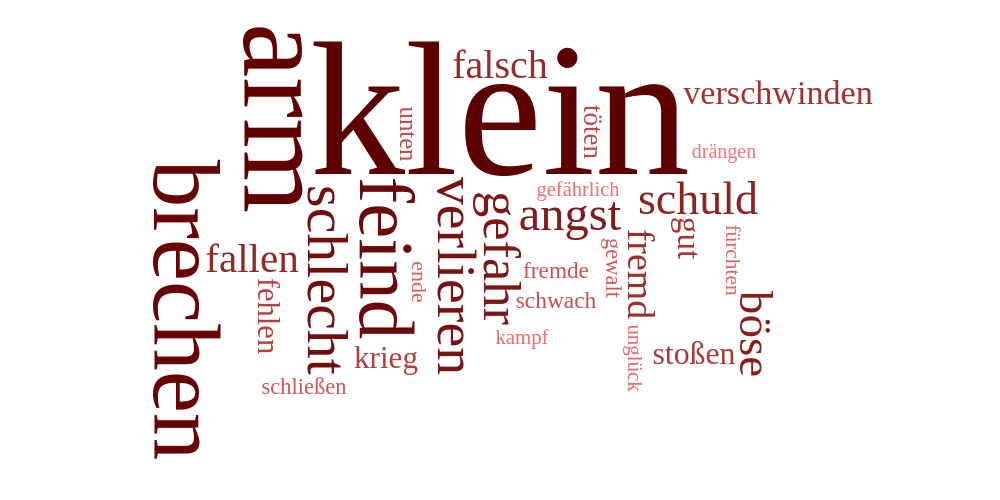 klein
arm
falsch
verschwinden
unten
töten
drängen
brechen
schlecht
feind
verlieren
gefahr
gefährlich
angst
schuld
gut
fallen
fremd
gewalt
fürchten
fehlen
ende
fremde
schwach
böse
kampf
unglück
krieg
stoßen
schließen